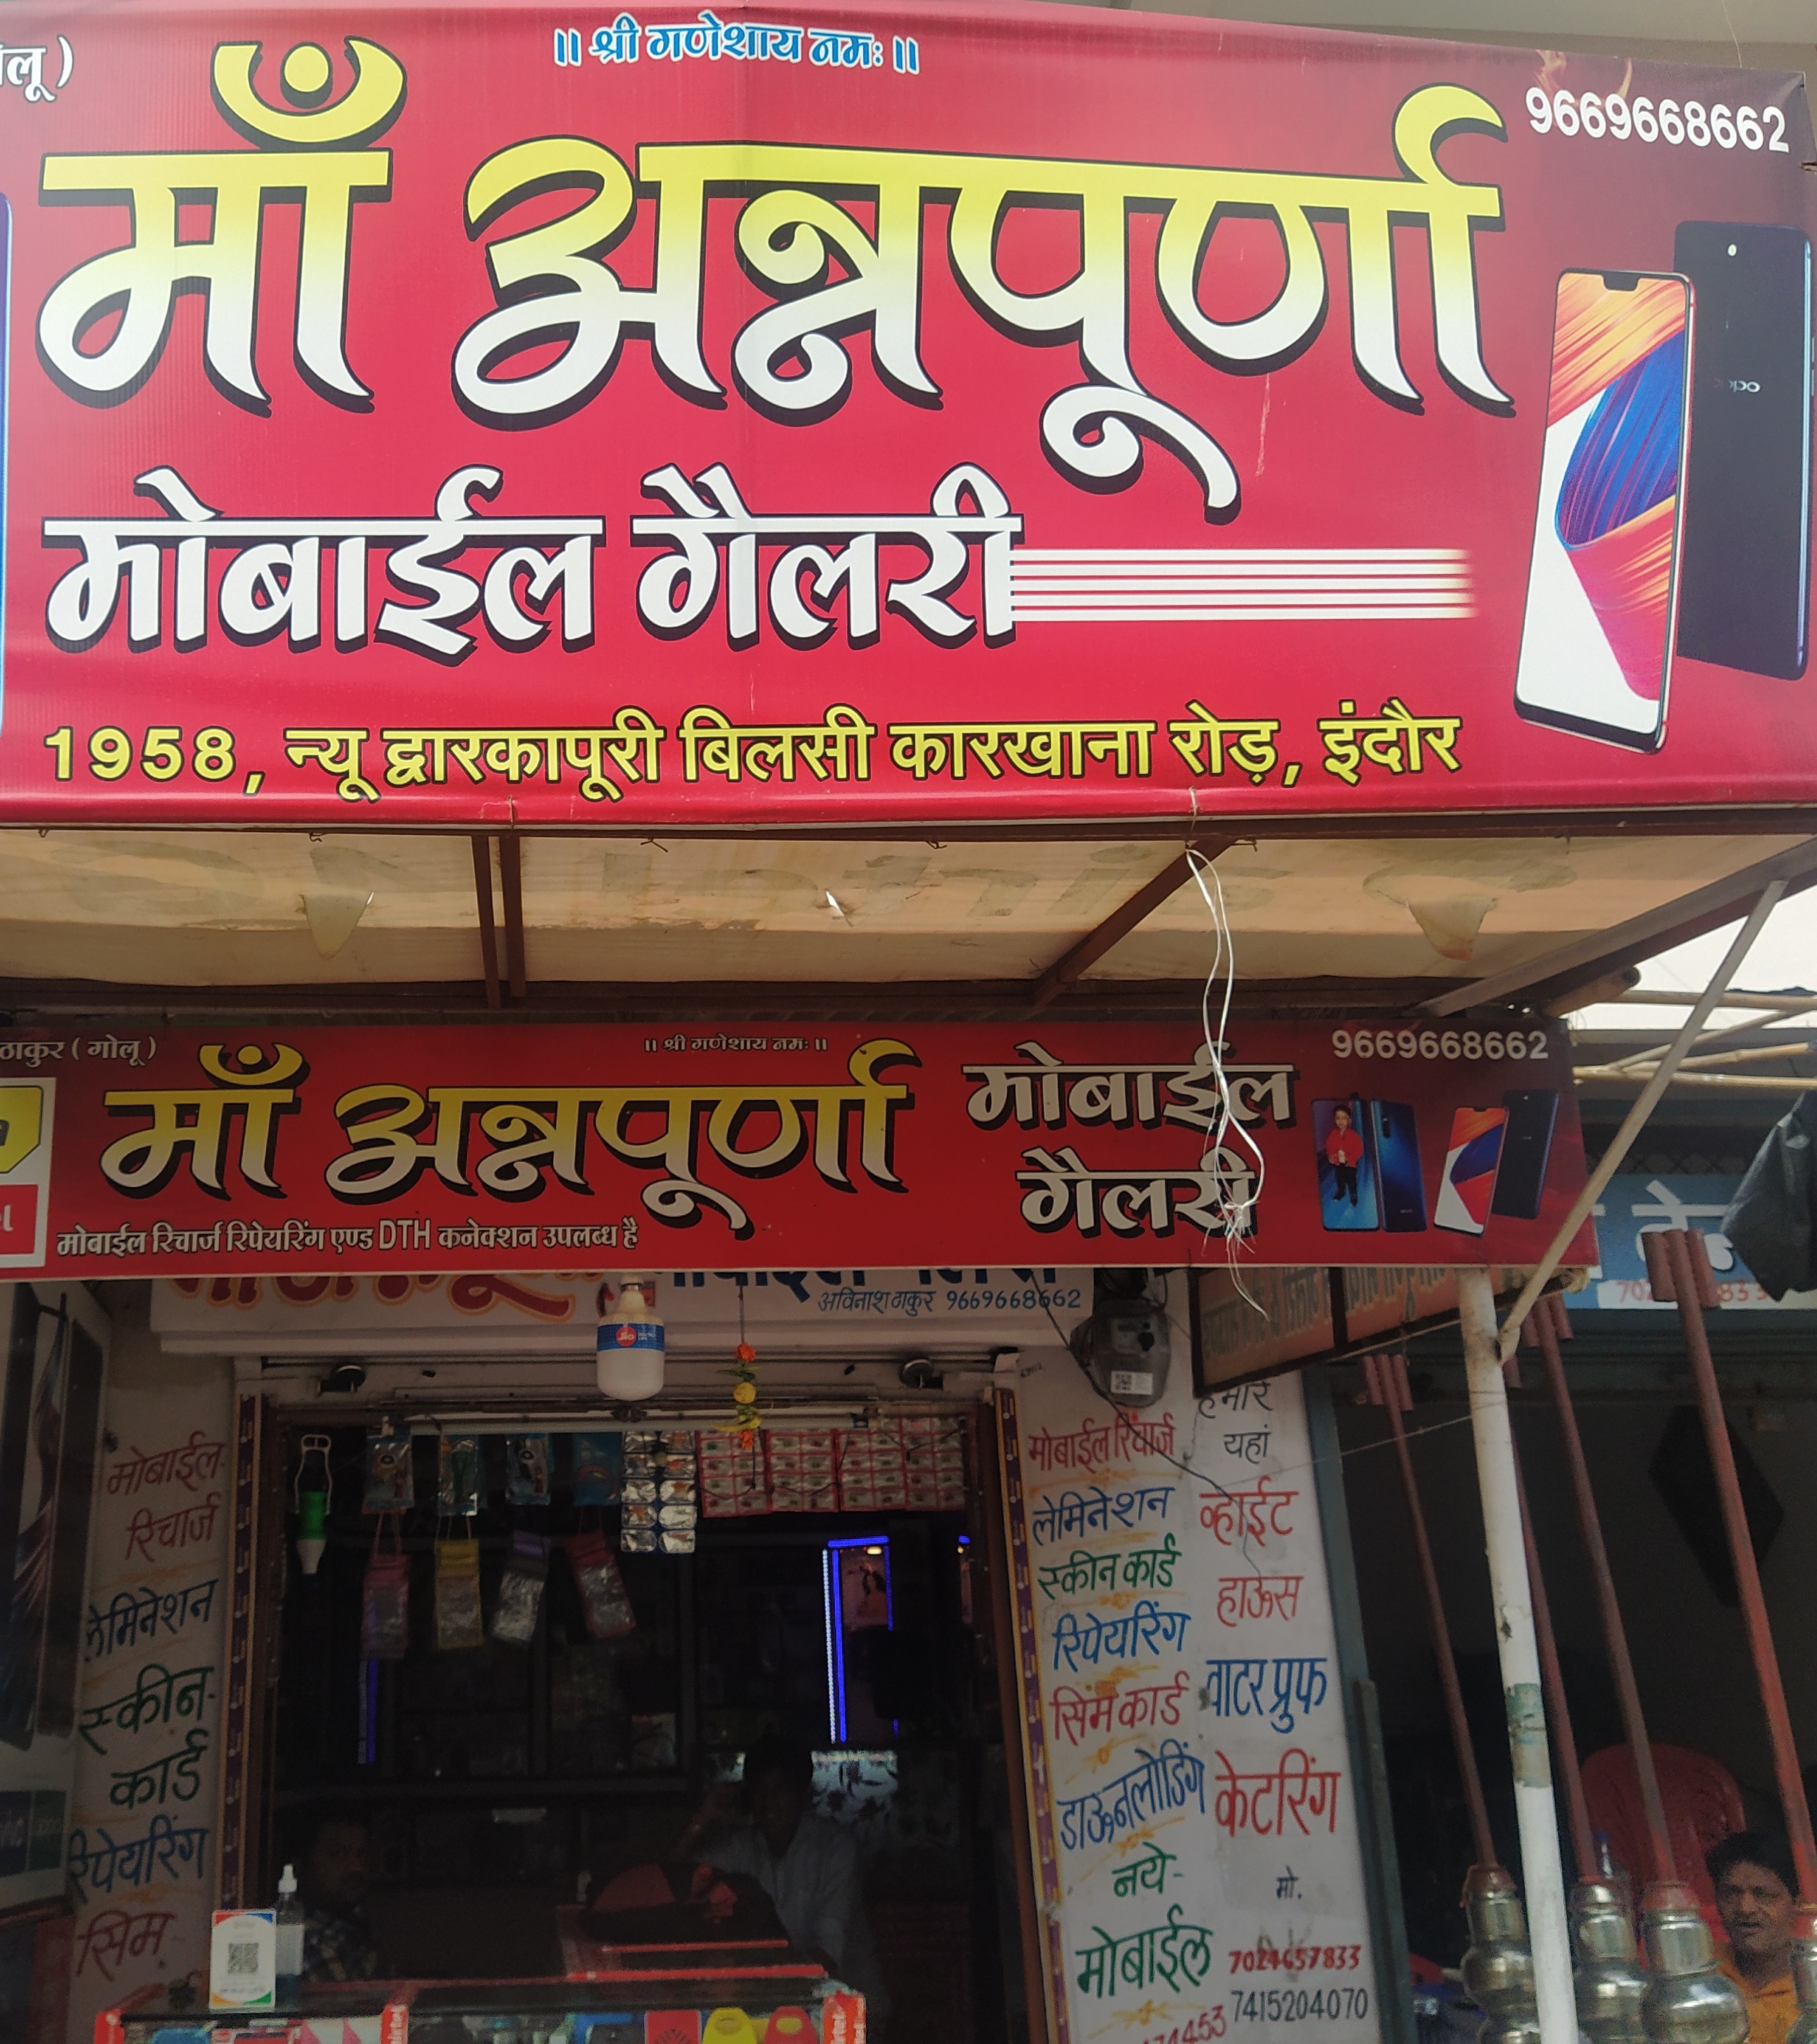 ॥ श्री गणेशाय नमः ॥
9669668662
माँ अन्नपूर्णा
oppo
मोबाईल गैलरी
1958, न्यू द्वारकापूरी बिलसी कारखाना रोड़, इंदौर
ठाकुर ( गोलू )
॥ श्री गणेशाय नमः ॥
9669668662
माँ अन्नपूर्णा
मोबाईल
गैलरी
मोबाईल रिचार्ज रिपेयरिंग एण्ड DTH कनेक्शन उपलब्ध है
अविनाश ठाकुर 9669668662
Jio
मोबाईल
रिचार्ज
लेमिनेशन
स्कीन
कार्ड
रिपेयरिंग
सिम
मोबाईल रिचार्ज
लेमिनेशन
स्कीन कार्ड
रिपेयरिंग
सिम कार्ड
डाऊनलोडिंग
नये
मोबाईल
हमारे
यहां
व्हाईट
हाऊस
वाटर प्रुफ
केटरिंग
मो.
7024657833
7415204070